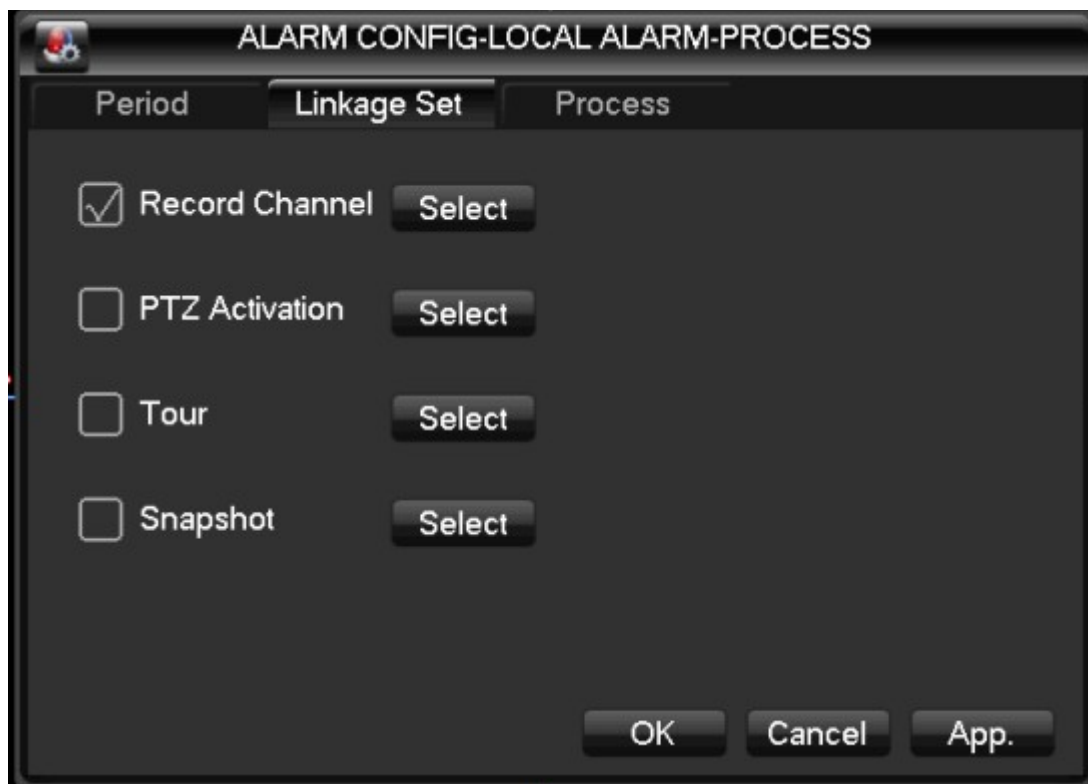 ALARM CONFIG-LOCAL ALARM-PROCESS
Period Linkage Set Process
Record Channel Select
PTZ Activation Select
Tour Select
Snapshot Select
OK Cancel App.